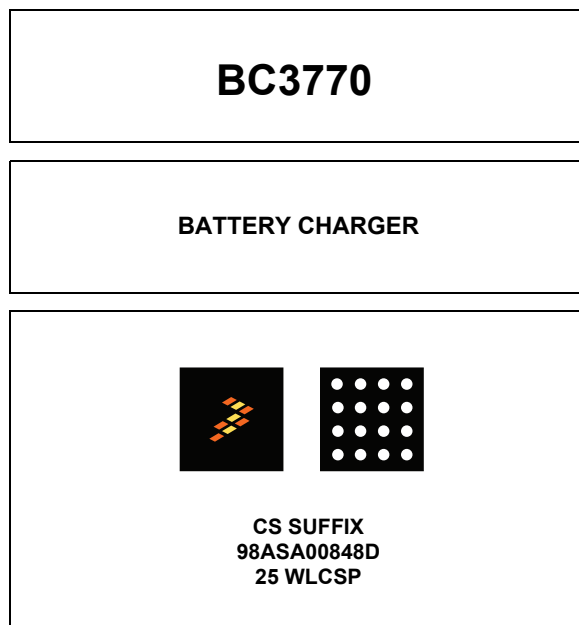 BC3770
BATTERY CHARGER
CS SUFFIX
98ASA00848D
25 WLCSP